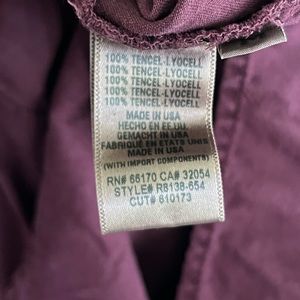 100% TENCEL-LYOCELL
100% TENCEL-LYOCELL
100% TENCEL-LYOCELL
100% TENCEL-LYOCELL
100% TENCEL-LYOCELL
MADE IN USA
HECHO EN EE.UU.
GEMACHT IN USA
FABRIQUÉ EN ETATS UNIS
MADE IN USA
(WITH IMPORT COMPONENTS)
RN# 66170 CA# 32054
STYLE# R8138-654
CUT# 610173